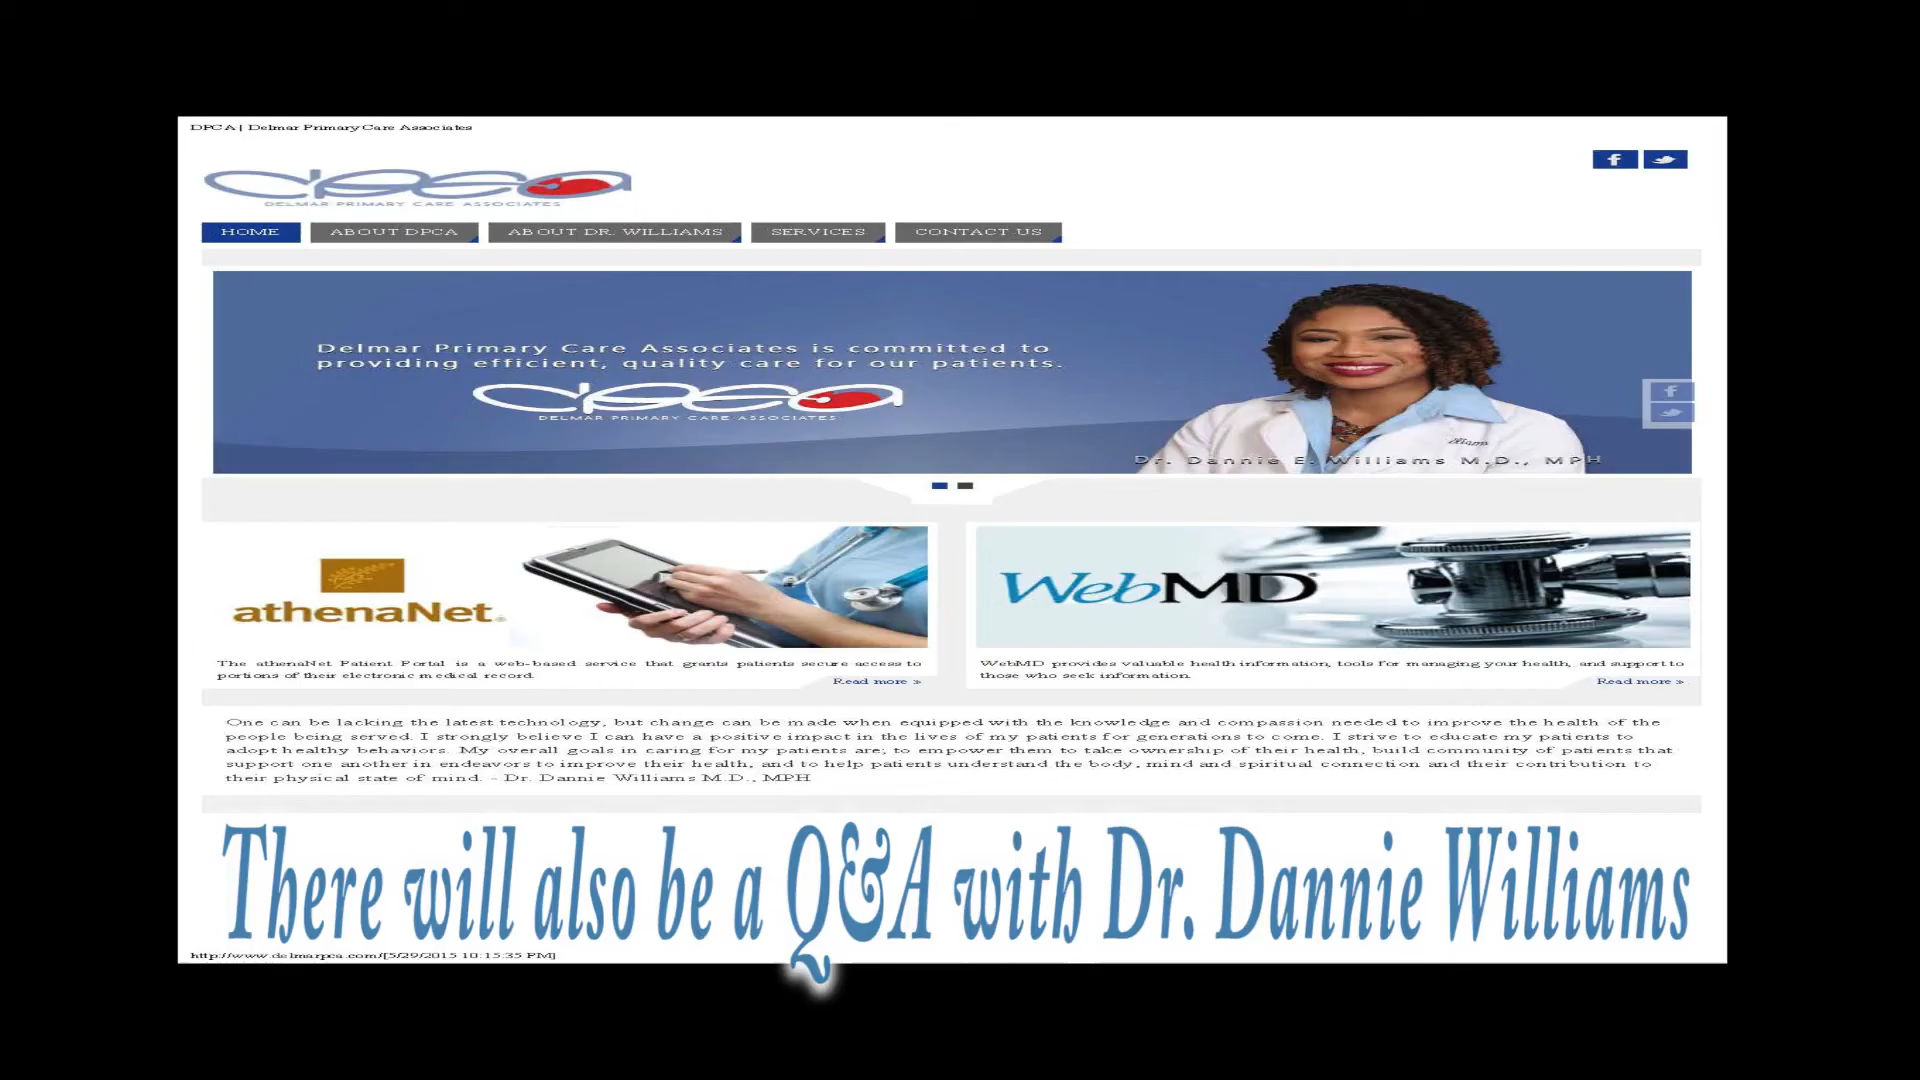 DPCA | Delmar Primary Care Associates
dpca
DELMAR PRIMARY CARE ASSOCIATES
HOME
ABOUT DPCA
ABOUT DR. WILLIAMS
SERVICES
CONTACT US
Delmar Primary Care Associates is committed to
providing efficient, quality care for our patients.
dpca
DELMAR PRIMARY CARE ASSOCIATES
Williams
Dr. Dannie E. Williams M.D., MPH
athenaNet
WebMD
The athenaNet Patient Portal is a web-based service that grants patients secure access to
portions of their electronic medical record.
Read more »
WebMD provides valuable health information, tools for managing your health, and support to
those who seek information.
Read more »
One can be lacking the latest technology, but change can be made when equipped with the knowledge and compassion needed to improve the health of the
people being served. I strongly believe I can have a positive impact in the lives of my patients for generations to come. I strive to educate my patients to
adopt healthy behaviors. My overall goals in caring for my patients are; to empower them to take ownership of their health, build community of patients that
support one another in endeavors to improve their health, and to help patients understand the body, mind and spiritual connection and their contribution to
their physical state of mind. - Dr. Dannie Williams M.D., MPH
There will also be a Q&A with Dr. Dannie Williams
http://www.delmarpca.com/[5/29/2015 10:15:35 PM]